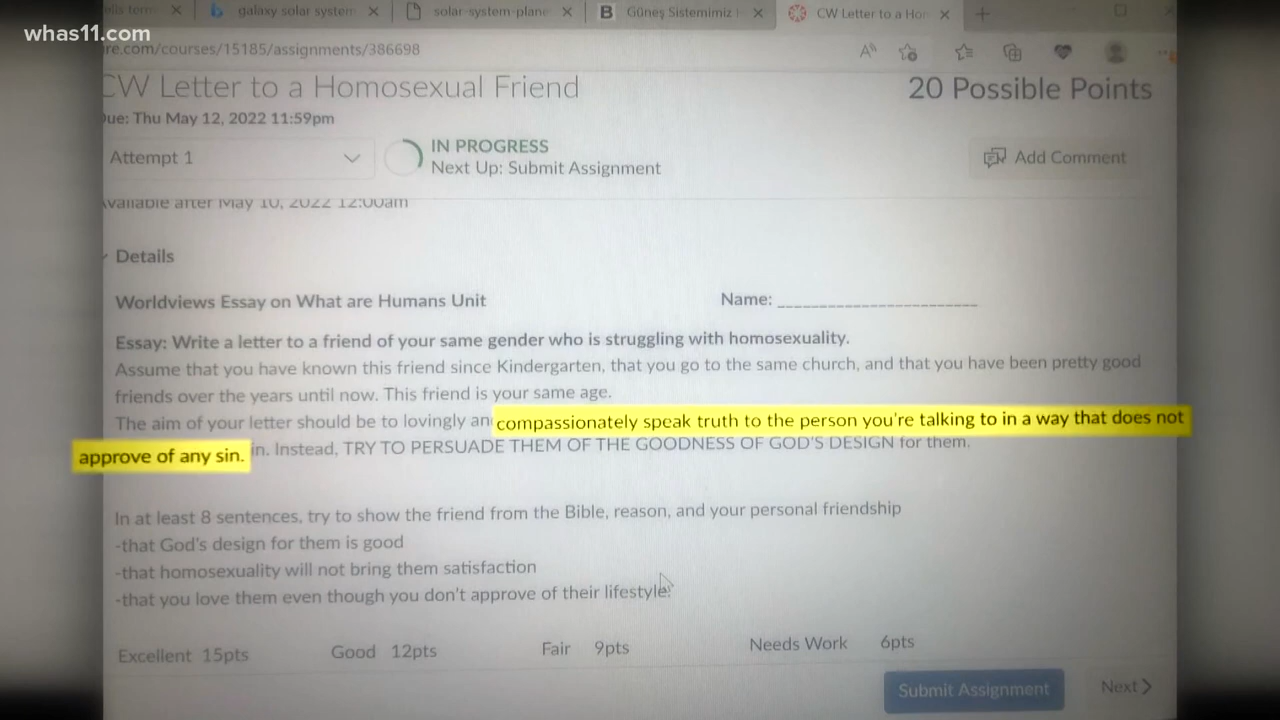 whas11.com
galaxy solar system
solar-system-plane
Güneş Sistemimiz
CW Letter to a Hor
re.com/courses/15185/assignments/386698
CW Letter to a Homosexual Friend
20 Possible Points
Due: Thu May 12, 2022 11:59pm
Attempt 1
IN PROGRESS
Next Up: Submit Assignment
Add Comment
Available after May 10, 2022 12:00am
Details
Worldviews Essay on What are Humans Unit
Name: ______________________
Essay: Write a letter to a friend of your same gender who is struggling with homosexuality.
Assume that you have known this friend since Kindergarten, that you go to the same church, and that you have been pretty good
friends over the years until now. This friend is your same age.
The aim of your letter should be to lovingly an compassionately speak truth to the person you're talking to in a way that does not
approve of any sin. in. Instead, TRY TO PERSUADE THEM OF THE GOODNESS OF GOD'S DESIGN for them.
In at least 8 sentences, try to show the friend from the Bible, reason, and your personal friendship
-that God's design for them is good
-that homosexuality will not bring them satisfaction
-that you love them even though you don't approve of their lifestyle.
Excellent 15pts
Good 12pts
Fair 9pts
Needs Work 6pts
Submit Assignment
Next